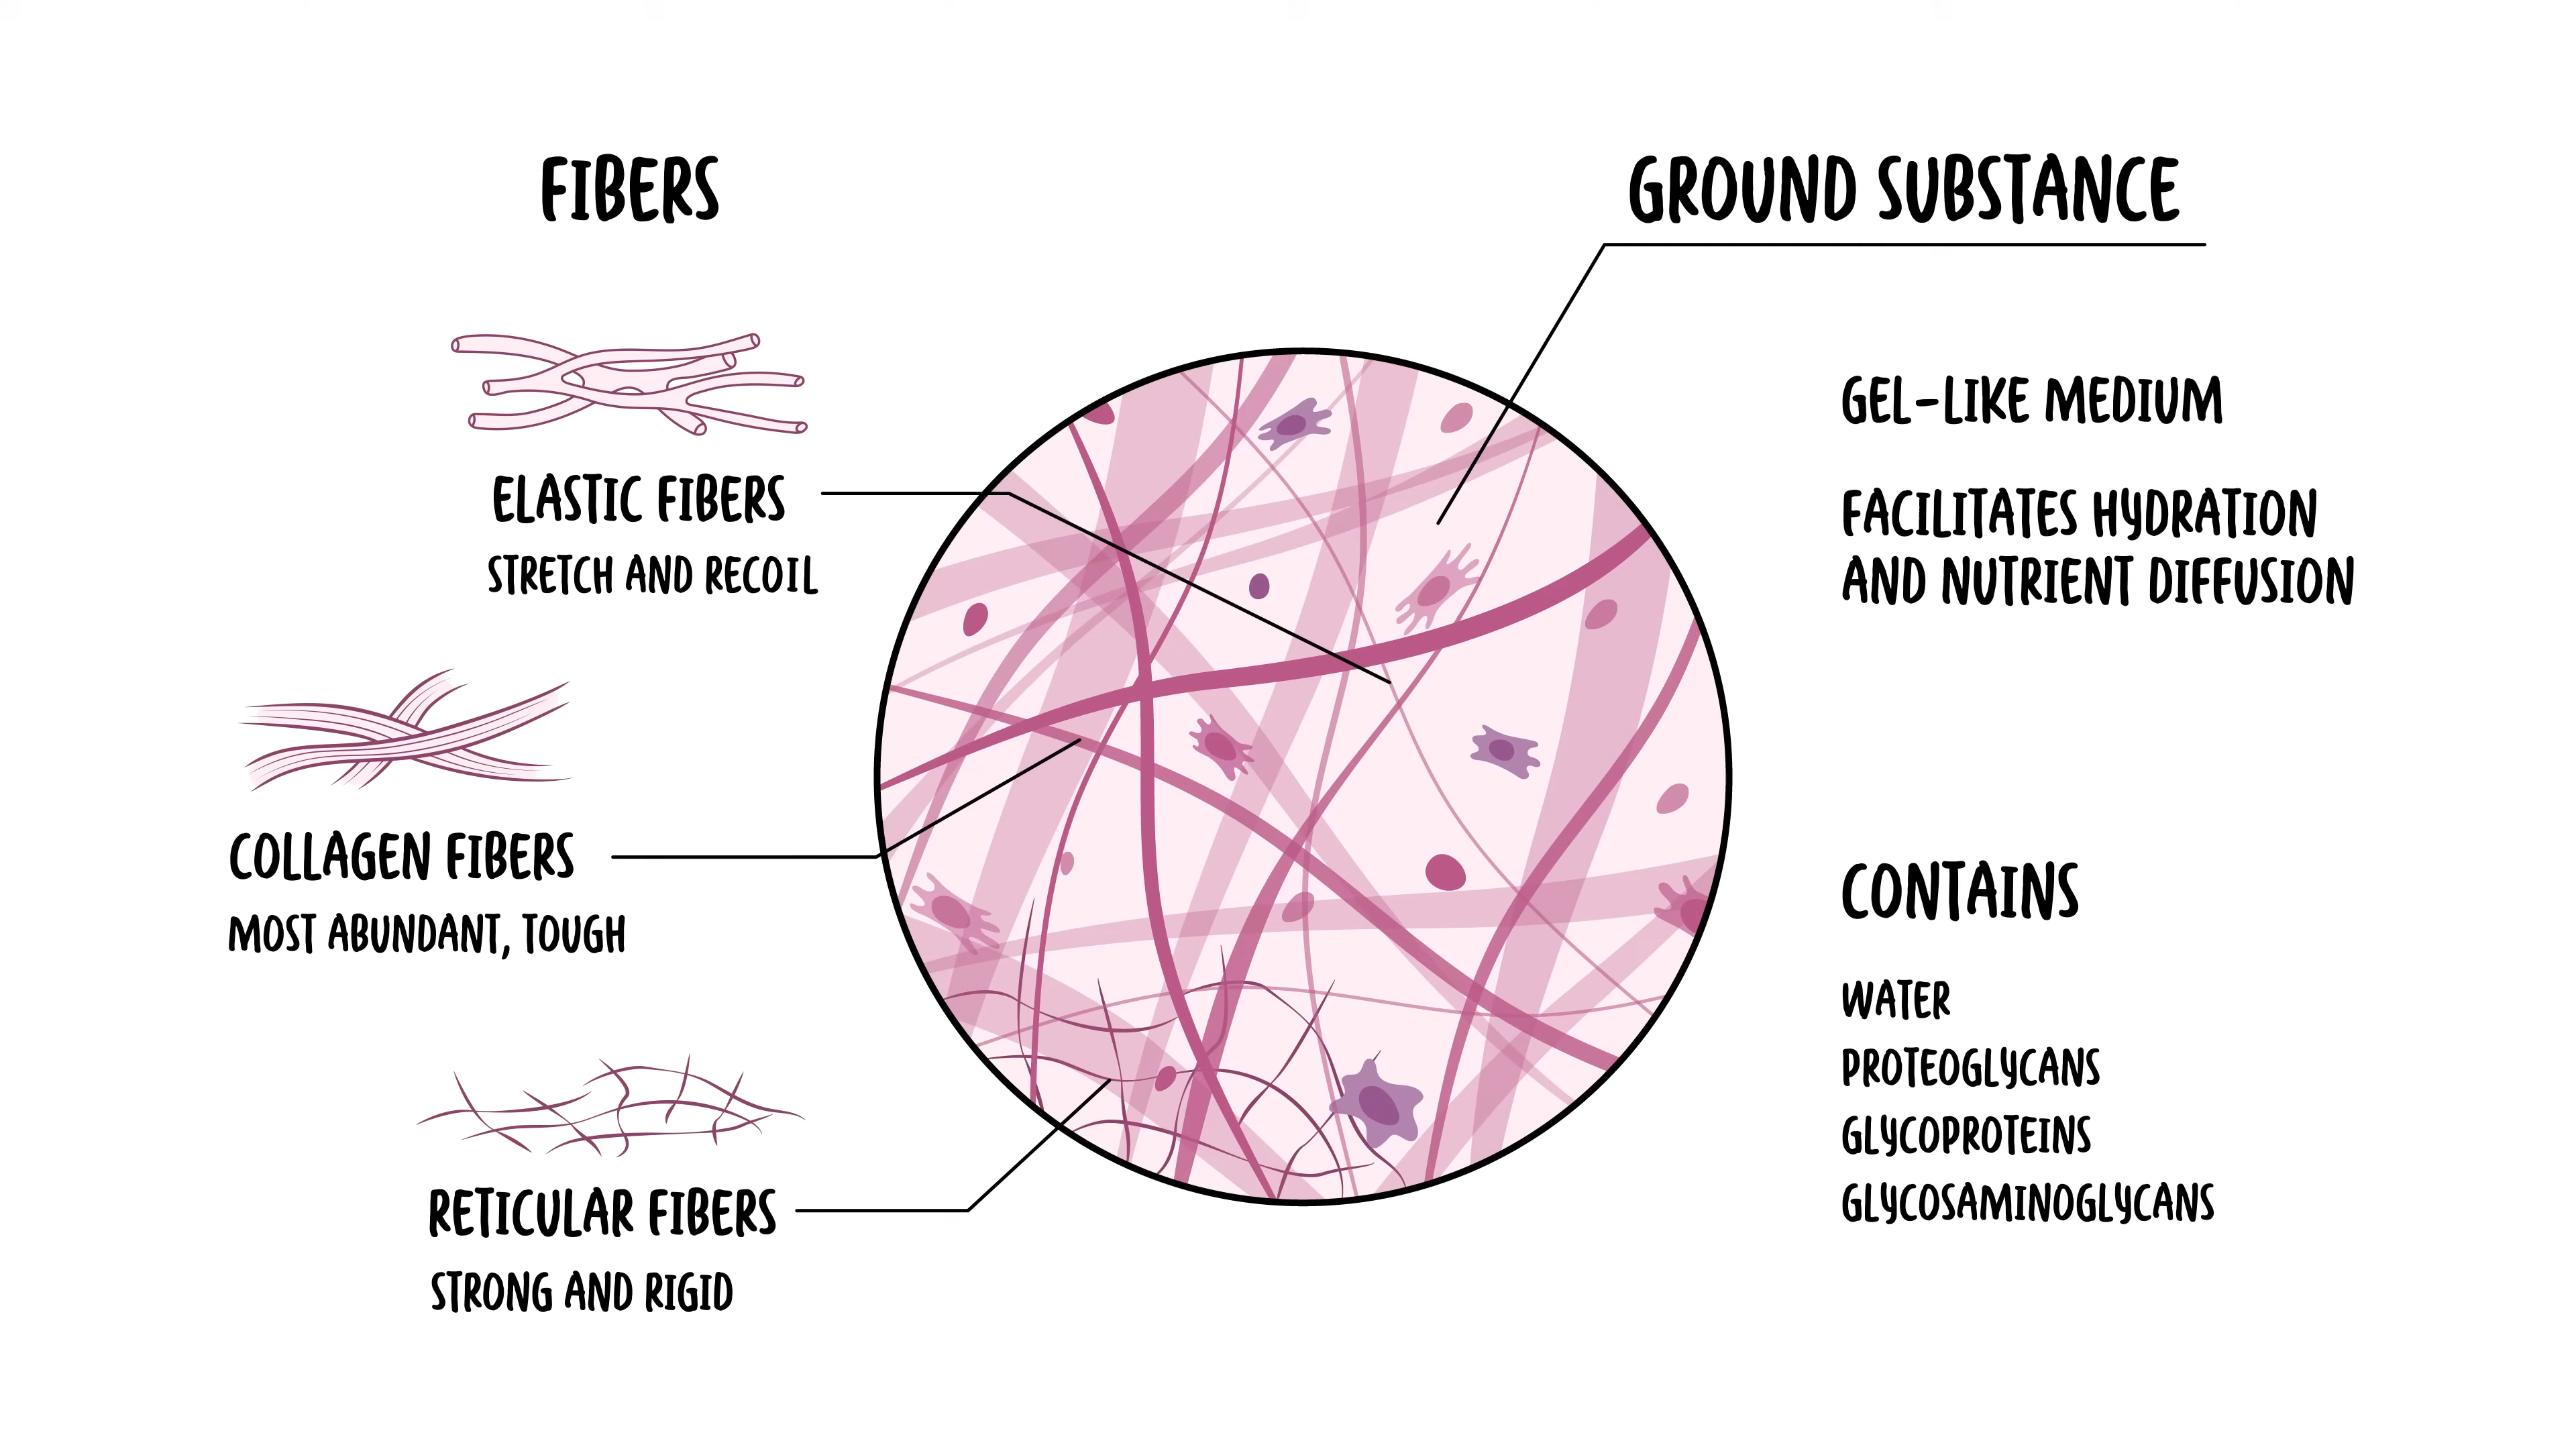 FIBERS
ELASTIC FIBERS
STRETCH AND RECOIL
COLLAGEN FIBERS
MOST ABUNDANT, TOUGH
RETICULAR FIBERS
STRONG AND RIGID
GROUND SUBSTANCE
GEL-LIKE MEDIUM
FACILITATES HYDRATION
AND NUTRIENT DIFFUSION
CONTAINS
WATER
PROTEOGLYCANS
GLYCOPROTEINS
GLYCOSAMINOGLYCANS